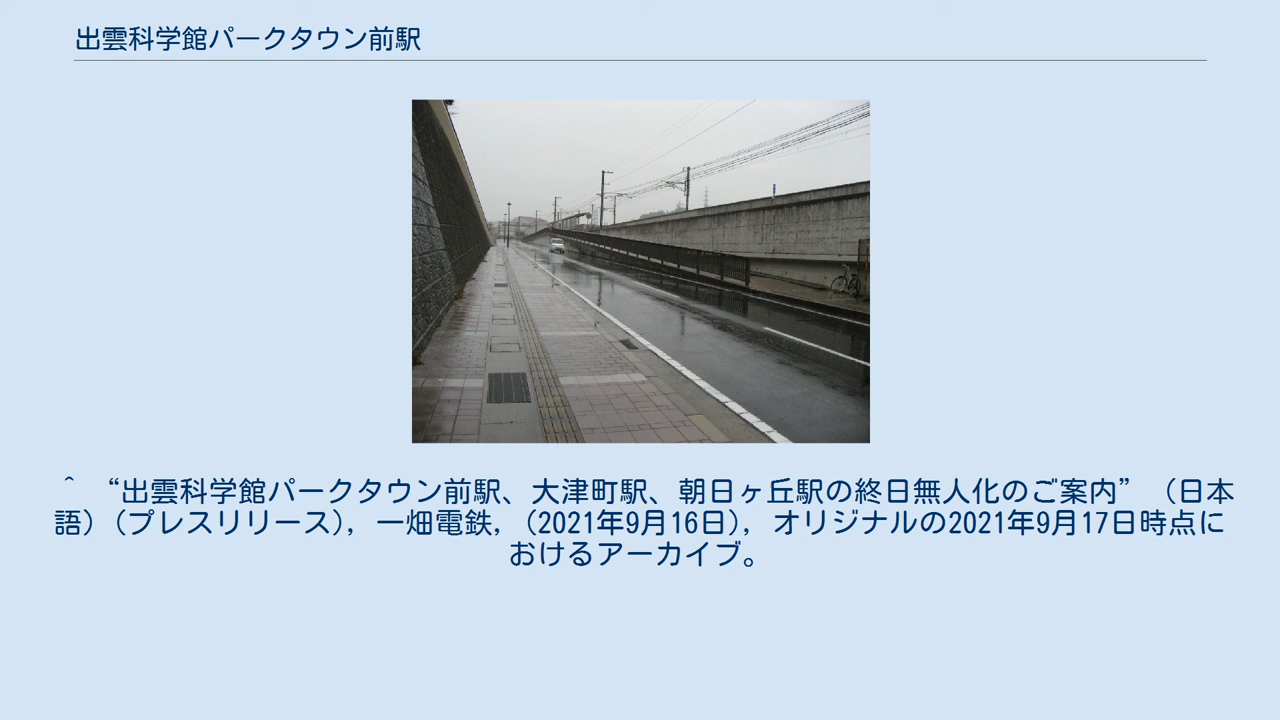 出雲科学館パークタウン前駅
^ “出雲科学館パークタウン前駅、大津町駅、朝日ヶ丘駅の終日無人化のご案内” (日本
語) (プレスリリース), 一畑電鉄, (2021年9月16日), オリジナルの2021年9月17日時点に
おけるアーカイブ。